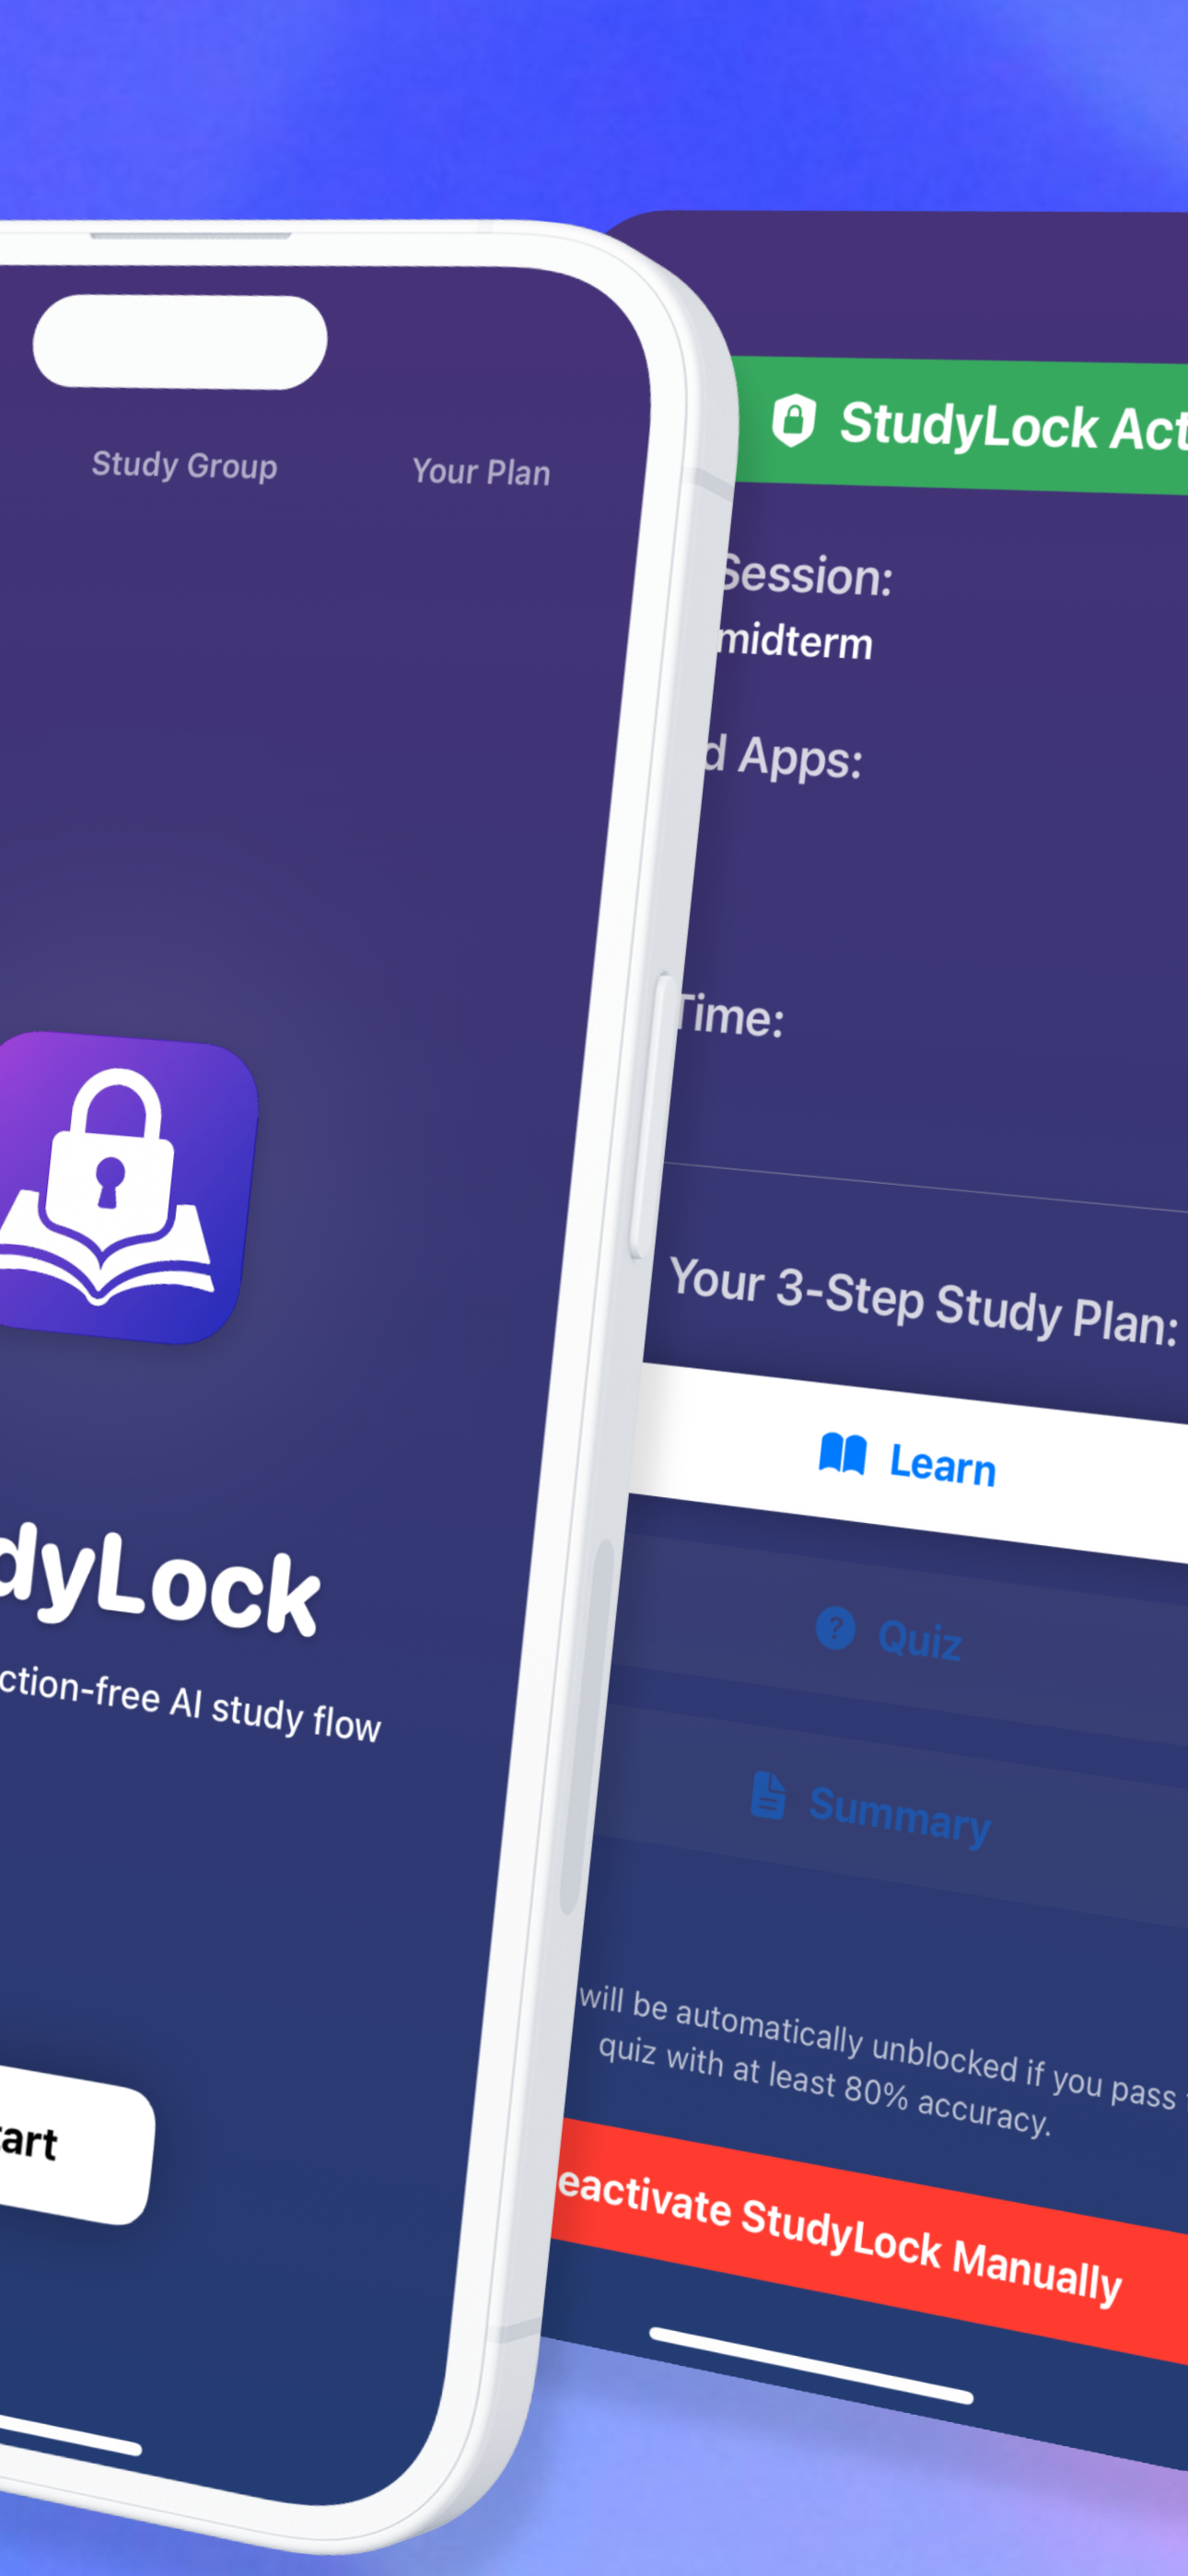 Study Group
Your Plan
dyLock
ction-free AI study flow
tart
StudyLock Act
Session:
midterm
d Apps:
Time:
Your 3-Step Study Plan:
Learn
Quiz
Summary
will be automatically unblocked if you pass
quiz with at least 80% accuracy.
eactivate StudyLock Manually